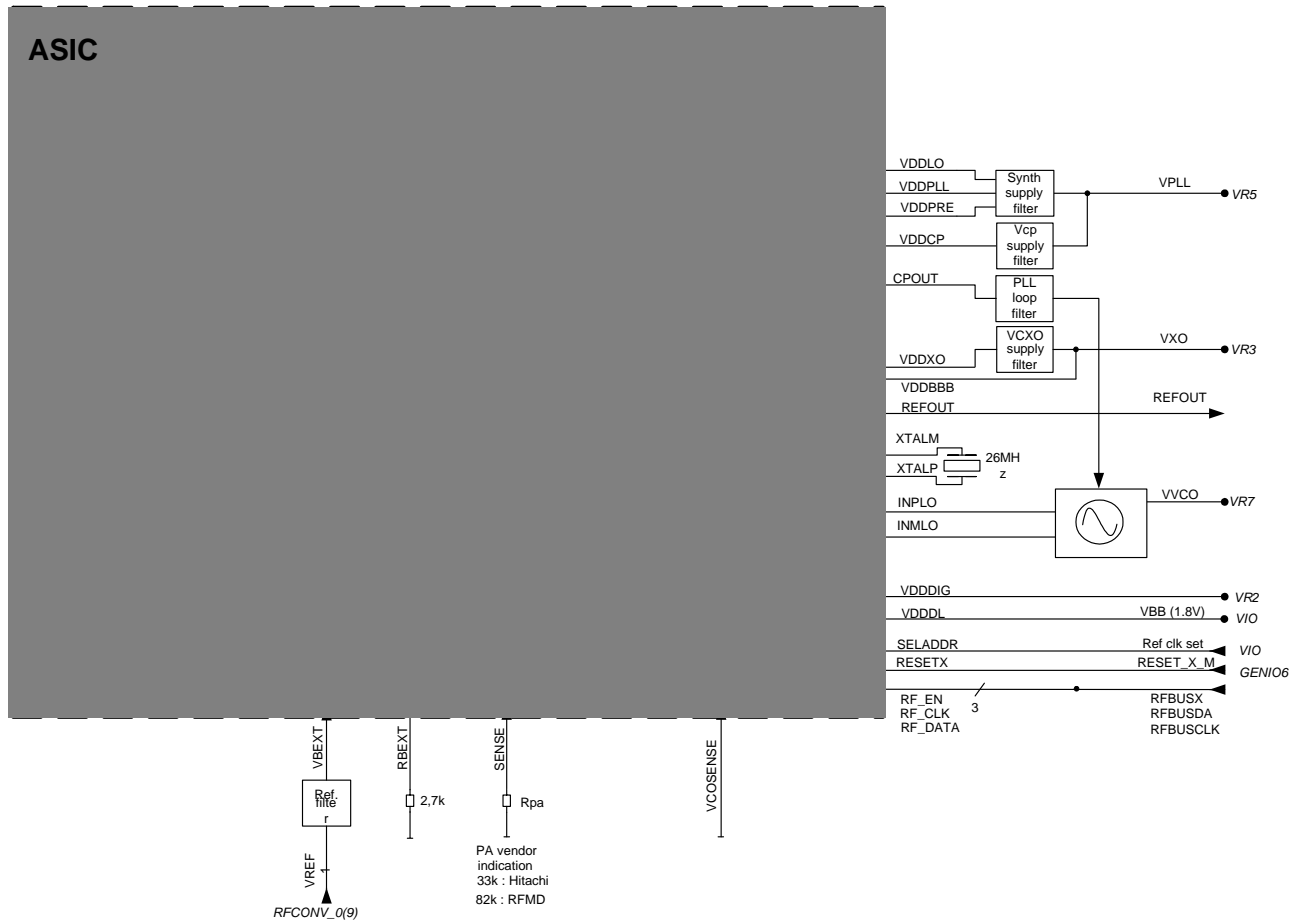 ASIC
VDDLO
VDDPLL
VDDPRE
VDDCP
CPOUT
VDDXO
VDDBBB
REFOUT
XTALM
XTALP
INPLO
INMLO
VDDDIG
VDDDL
SELADDR
RESETX
RF_EN
RF_CLK
RF_DATA
3
Synth
supply
filter
Vcp
supply
filter
PLL
loop
filter
VCXO
supply
filter
26MH
z
VPLL
VR5
VXO
VR3
REFOUT
VVCO
VR7
VR2
VBB (1.8V)
VIO
Ref clk set
VIO
RESET_X_M
GENIO6
RFBUSX
RFBUSDA
RFBUSCLK
VBEXT
RBEXT
SENSE
VCOSENSE
Ref.
filte
r
2,7k
Rpa
VREF
1
RFCONV_0(9)
PA vendor
indication
33k : Hitachi
82k : RFMD